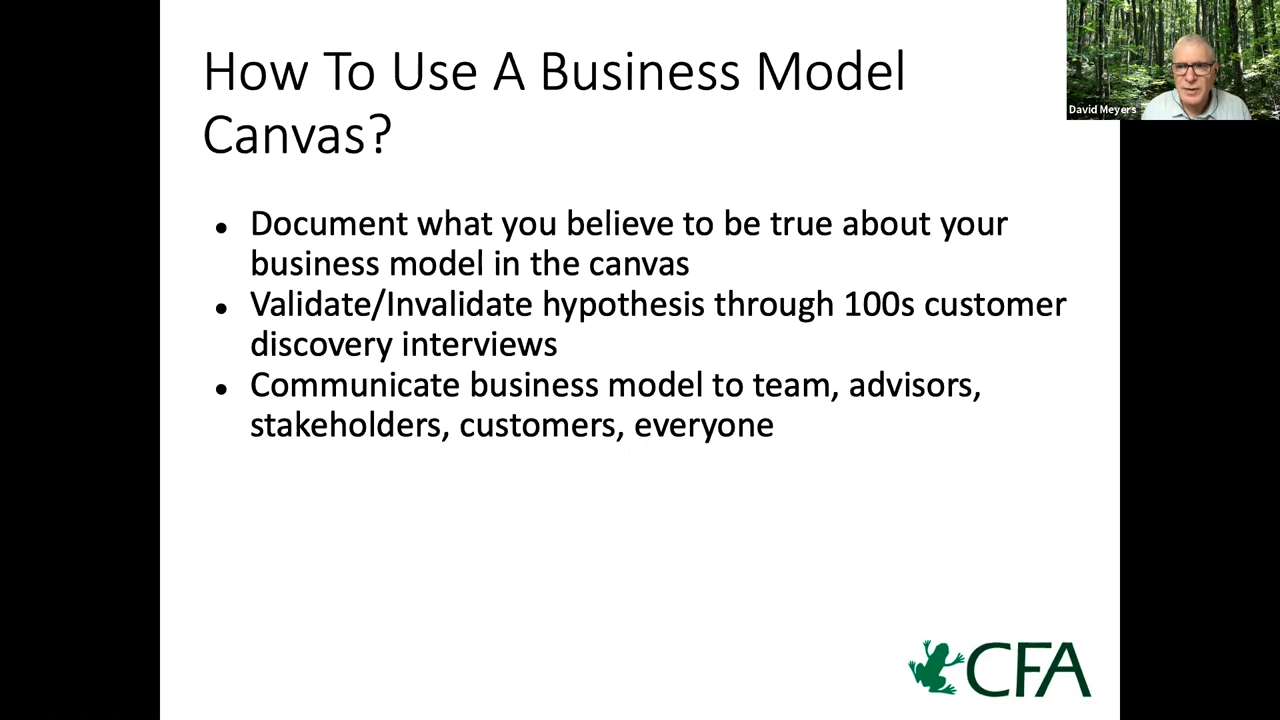 How To Use A Business Model
Canvas?
David Meyers
• Document what you believe to be true about your
business model in the canvas
• Validate/Invalidate hypothesis through 100s customer
discovery interviews
• Communicate business model to team, advisors,
stakeholders, customers, everyone
CFA